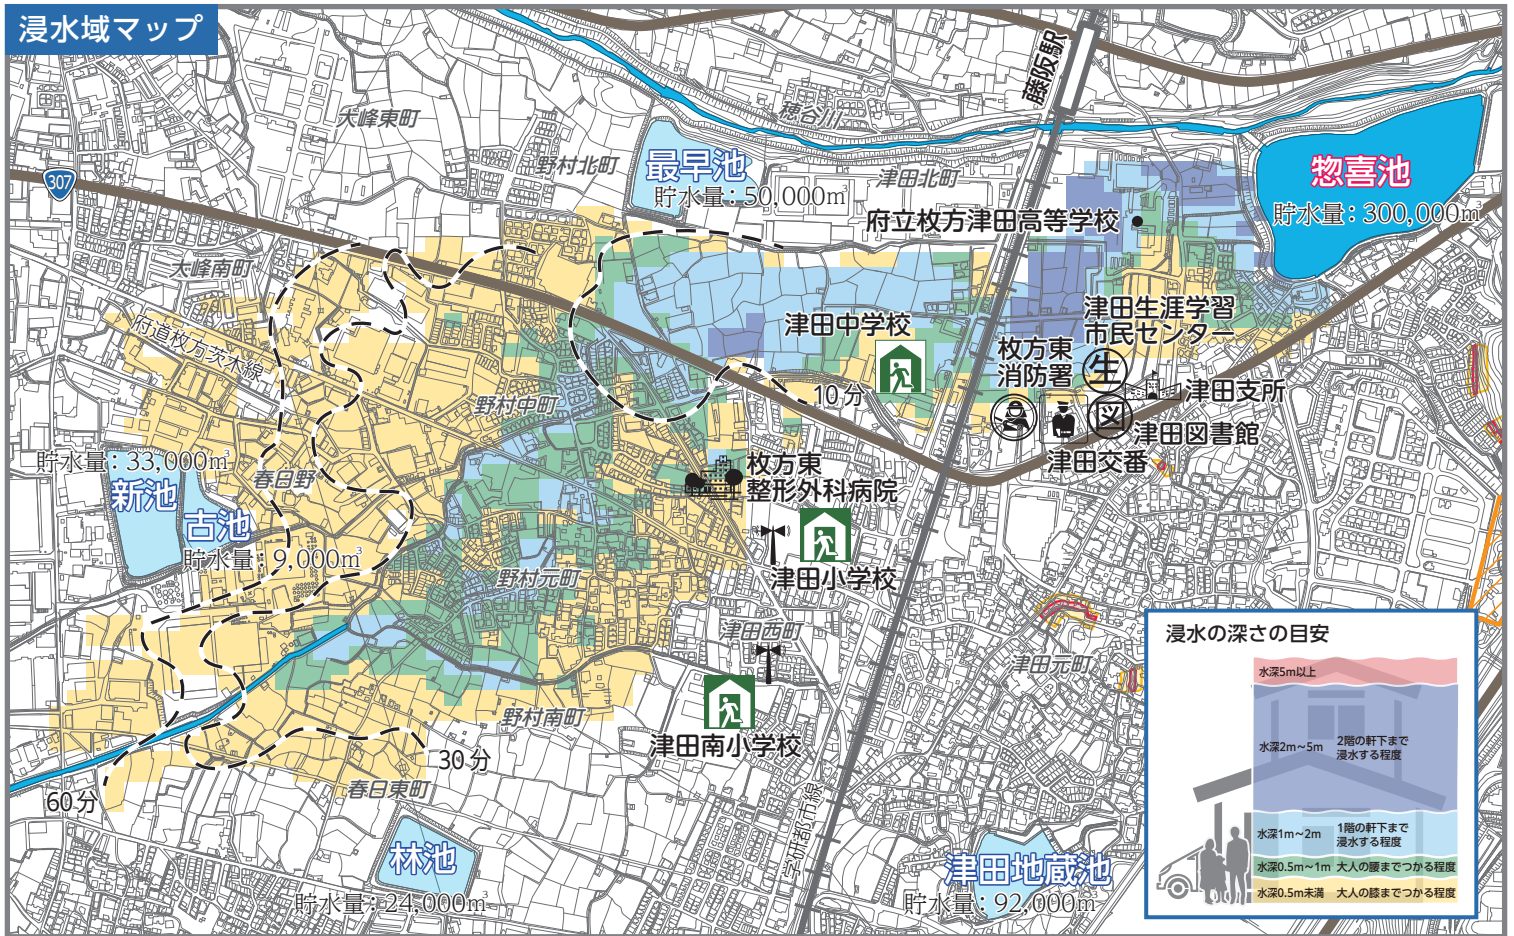 浸水域マップ
藤阪駅
穂谷川
犬峰東町
野村北町
最早池
貯水量：50,000m³
津田北町
惣喜池
貯水量：300,000m³
307
府立枚方津田高等学校
大峰南町
府道枚方茨木線
津田中学校
津田生涯学習
市民センター
枚方東
消防署
生
津田支所
図
津田図書館
津田交番
10分
野村中町
貯水量：33,000m³
新池
春日野
古池
貯水量：9,000m³
枚方東
整形外科病院
津田小学校
野村元町
津田西町
津田元町
津田南小学校
野村南町
30分
春日東町
60分
学研都市線
林池
貯水量：24,000m³
津田地蔵池
貯水量：92,000m³
浸水の深さの目安
水深5m以上
水深2m～5m 2階の軒下まで
浸水する程度
水深1m～2m 1階の軒下まで
浸水する程度
水深0.5m～1m 大人の腰までつかる程度
水深0.5m未満 大人の膝までつかる程度